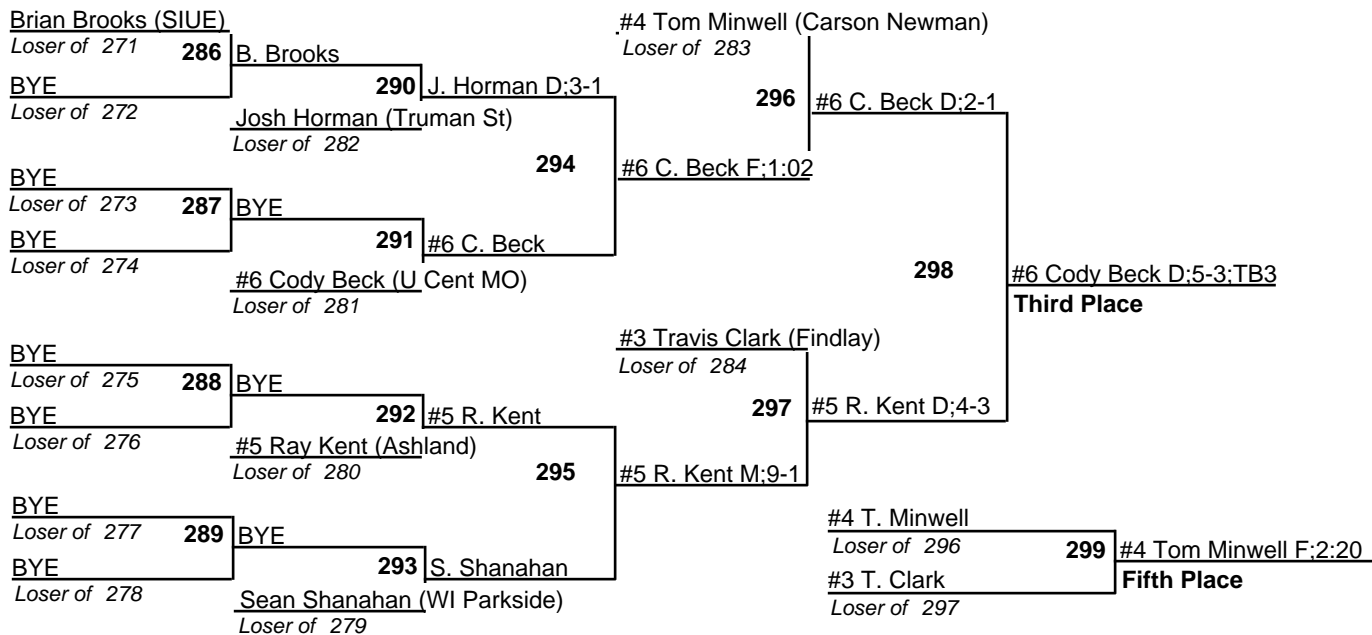 Brian Brooks (SIUE)
Loser of 271
286
B. Brooks
BYE
Loser of 272
290
J. Horman D;3-1
Josh Horman (Truman St)
Loser of 282
294
#6 C. Beck F;1:02
BYE
Loser of 273
287
BYE
BYE
Loser of 274
291
#6 C. Beck
#6 Cody Beck (U Cent MO)
Loser of 281
#4 Tom Minwell (Carson Newman)
Loser of 283
296
#6 C. Beck D;2-1
298
#6 Cody Beck D;5-3;TB3
Third Place
BYE
Loser of 275
288
BYE
BYE
Loser of 276
292
#5 R. Kent
#5 Ray Kent (Ashland)
Loser of 280
295
#5 R. Kent M;9-1
BYE
Loser of 277
289
BYE
BYE
Loser of 278
293
S. Shanahan
Sean Shanahan (WI Parkside)
Loser of 279
#3 Travis Clark (Findlay)
Loser of 284
297
#5 R. Kent D;4-3
#4 T. Minwell
Loser of 296
299
#4 Tom Minwell F;2:20
Fifth Place
#3 T. Clark
Loser of 297